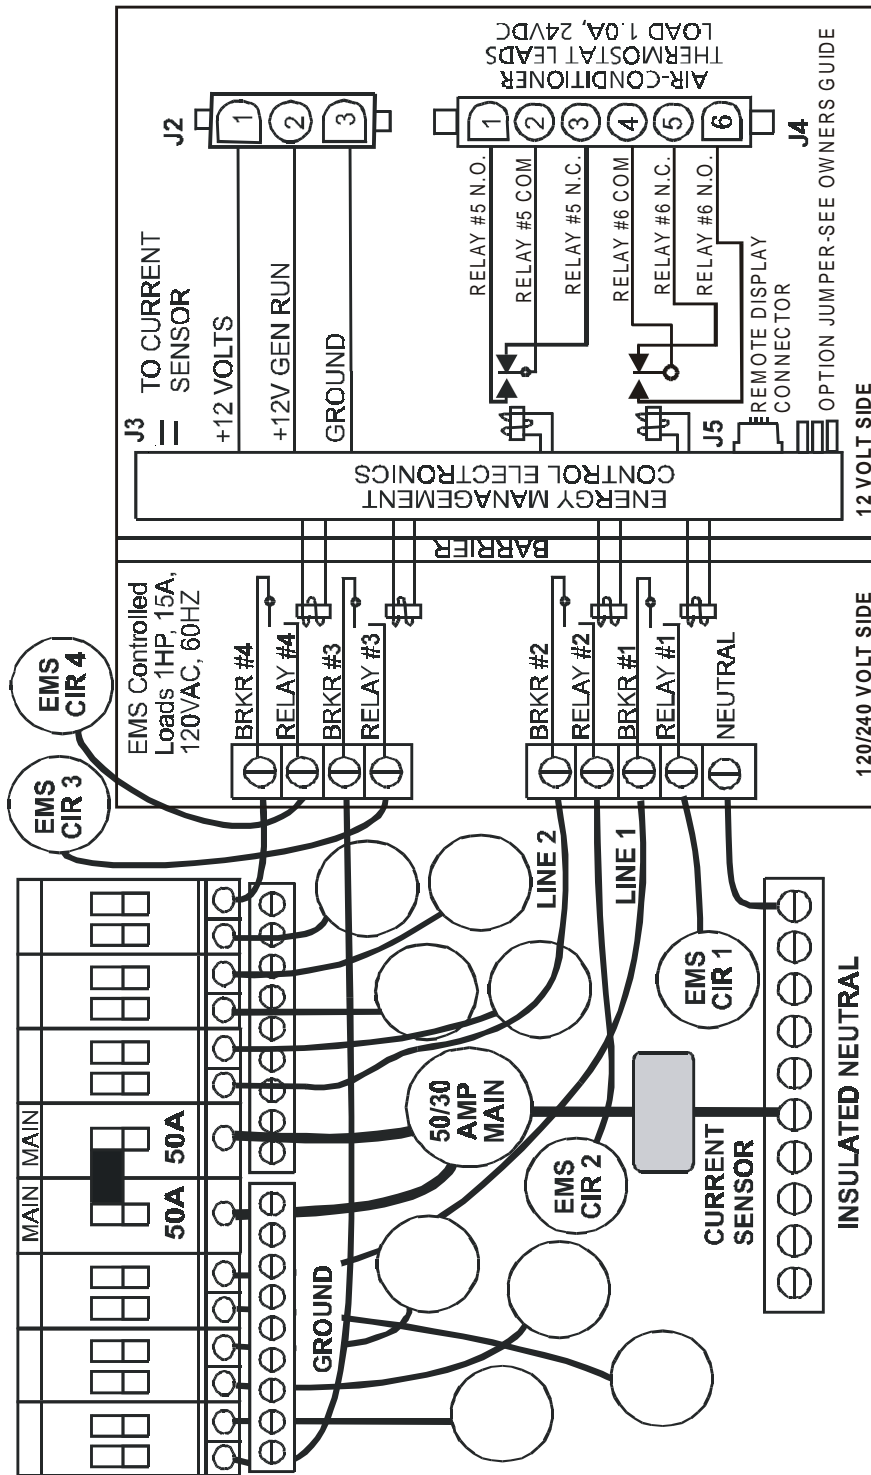 J2
1
2
3
TO CURRENT
SENSOR
J3
+12 VOLTS
+12V GEN RUN
GROUND
AIR-CONDITIONER
THERMOSTAT LEADS
LOAD 1.0A, 24VDC
1
2
3
4
5
6
J4
RELAY #5 N.O.
RELAY #5 COM
RELAY #5 N.C.
RELAY #6 COM
RELAY #6 N.C.
RELAY #6 N.O.
J5
REMOTE DISPLAY
CONNECTOR
OPTION JUMPER-SEE OWNERS GUIDE
12 VOLT SIDE
ENERGY MANAGEMENT
CONTROL ELECTRONICS
BARRIER
EMS Controlled
Loads 1HP, 15A,
120VAC, 60HZ
BRKR #4
RELAY #4
BRKR #3
RELAY #3
BRKR #2
RELAY #2
BRKR #1
RELAY #1
NEUTRAL
120/240 VOLT SIDE
EMS
CIR 4
EMS
CIR 3
LINE 2
LINE 1
EMS
CIR 1
EMS
CIR 2
50/30
AMP
MAIN
MAIN
MAIN
50A
50A
GROUND
CURRENT
SENSOR
INSULATED NEUTRAL